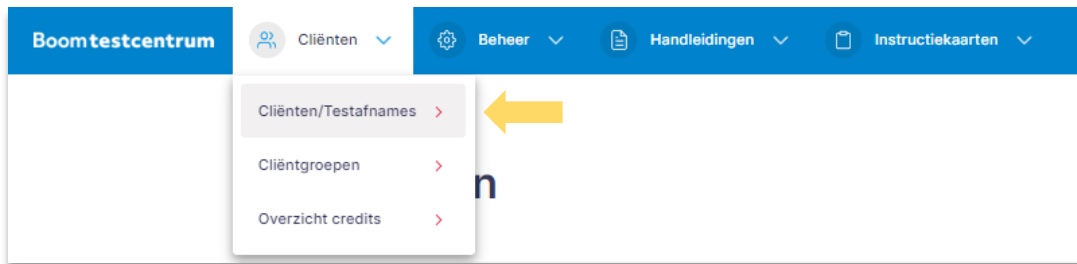 Boomtestcentrum Cliënten Beheer Handleidingen Instructiekaarten
Cliënten/Testafnames
Cliëntgroepen
n
Overzicht credits